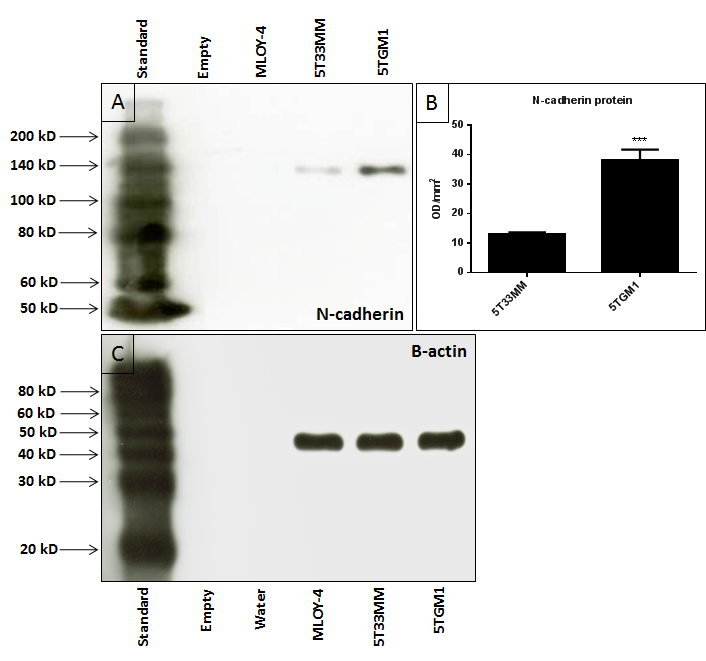 Standard
Empty
MLOY-4
5T33MM
5TGM1
A
200 kD
140 kD
100 kD
80 kD
60 kD
50 kD
N-cadherin
B
N-cadherin protein
OD/mm²
50
40
30
20
10
0
***
5T33MM
5TGM1
C
B-actin
80 kD
60 kD
50 kD
40 kD
30 kD
20 kD
Standard
Empty
Water
MLOY-4
5T33MM
5TGM1